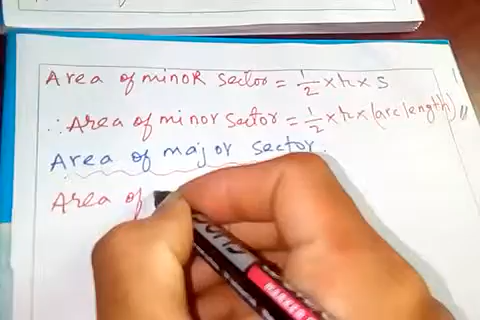 Area of minor sector = 1/2 × r × s
∴ Area of minor sector = 1/2 × r × (arc length) //
Area of major sector.
Area of